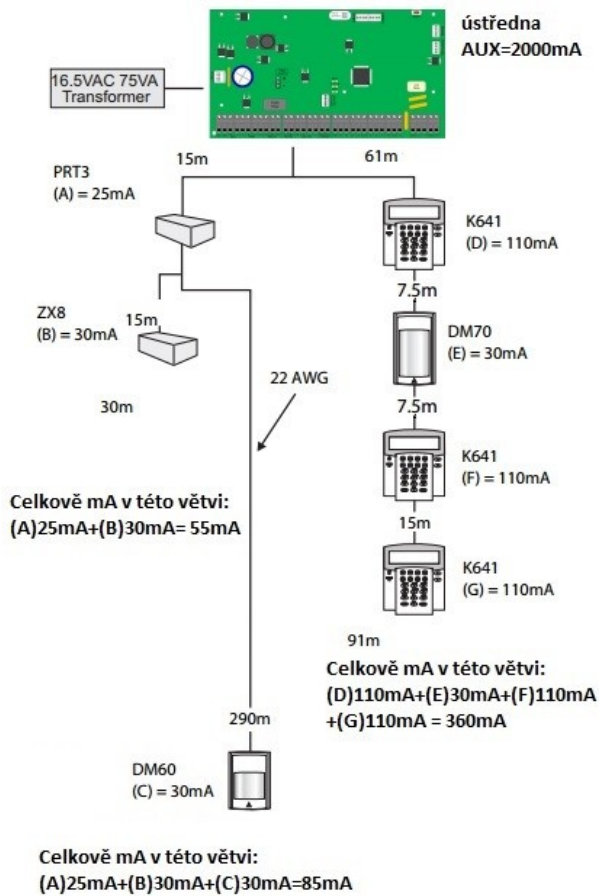 ústředna
AUX=2000mA
16.5VAC 75VA
Transformer
15m
61m
PRT3
(A) = 25mA
K641
(D) = 110mA
7.5m
ZX8
(B) = 30mA
15m
DM70
(E) = 30mA
22 AWG
30m
7.5m
K641
(F) = 110mA
Celkově mA v této větvi:
(A)25mA+(B)30mA= 55mA
15m
K641
(G) = 110mA
91m
Celkově mA v této větvi:
(D)110mA+(E)30mA+(F)110mA
+(G)110mA = 360mA
290m
DM60
(C) = 30mA
Celkově mA v této větvi:
(A)25mA+(B)30mA+(C)30mA=85mA